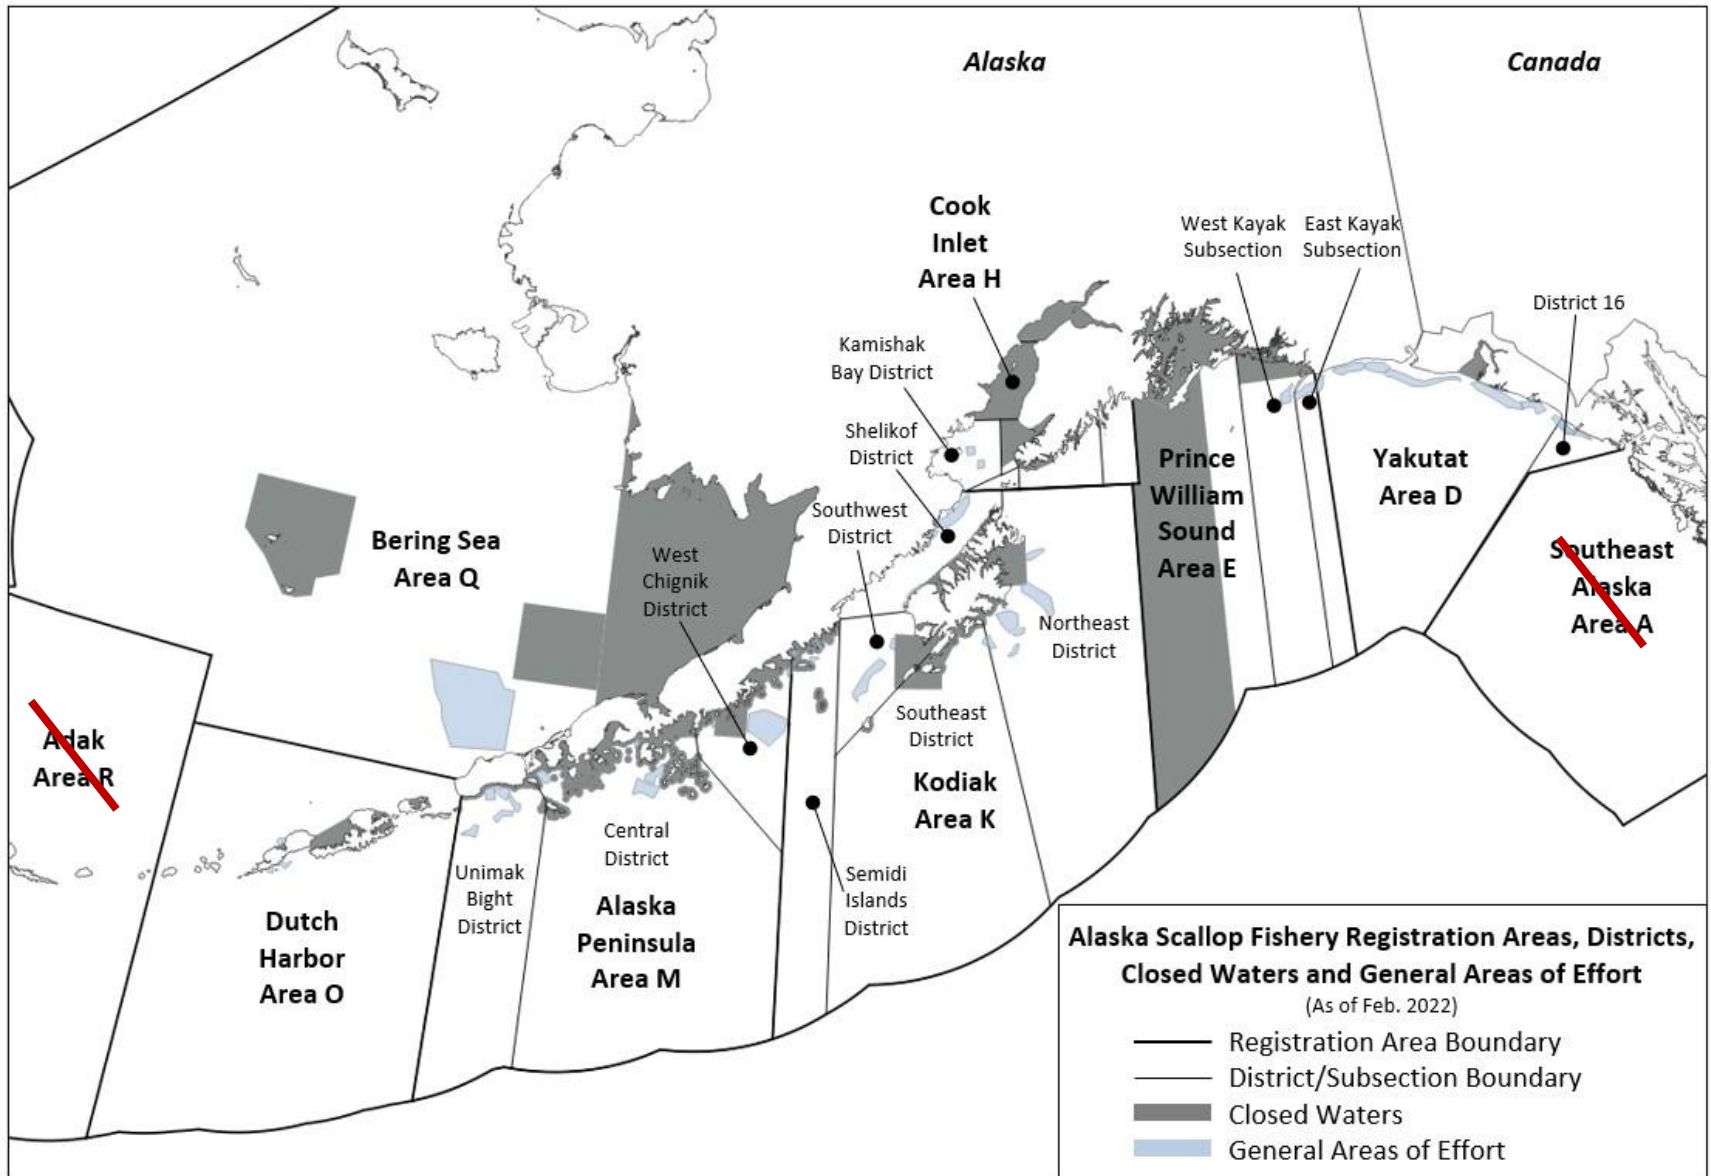 Alaska
Canada
Cook
Inlet
Area H
West Kayak
Subsection
East Kayak
Subsection
District 16
Kamishak
Bay District
Shelikof
District
Southwest
District
West
Chignik
District
Bering Sea
Area Q
Prince
William
Sound
Area E
Yakutat
Area D
Southeast
Alaska
Area A
Northeast
District
Southeast
District
Kodiak
Area K
Adak
Area R
Central
District
Unimak
Bight
District
Semidi
Islands
District
Alaska
Peninsula
Area M
Dutch
Harbor
Area O
Alaska Scallop Fishery Registration Areas, Districts,
Closed Waters and General Areas of Effort
(As of Feb. 2022)
Registration Area Boundary
District/Subsection Boundary
Closed Waters
General Areas of Effort